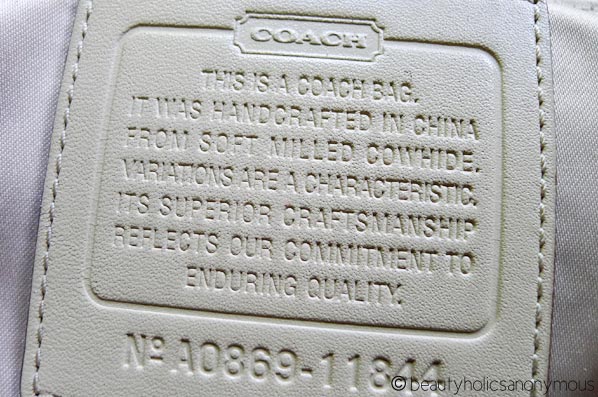 COACH
THIS IS A COACH BAG.
IT WAS HANDCRAFTED IN CHINA
FROM SOFT MILLED COWHIDE.
VARIATIONS ARE A CHARACTERISTIC.
ITS SUPERIOR CRAFTSMANSHIP
REFLECTS OUR COMMITMENT TO
ENDURING QUALITY.
Nº A0869-11844
© beautyholicsanonymous